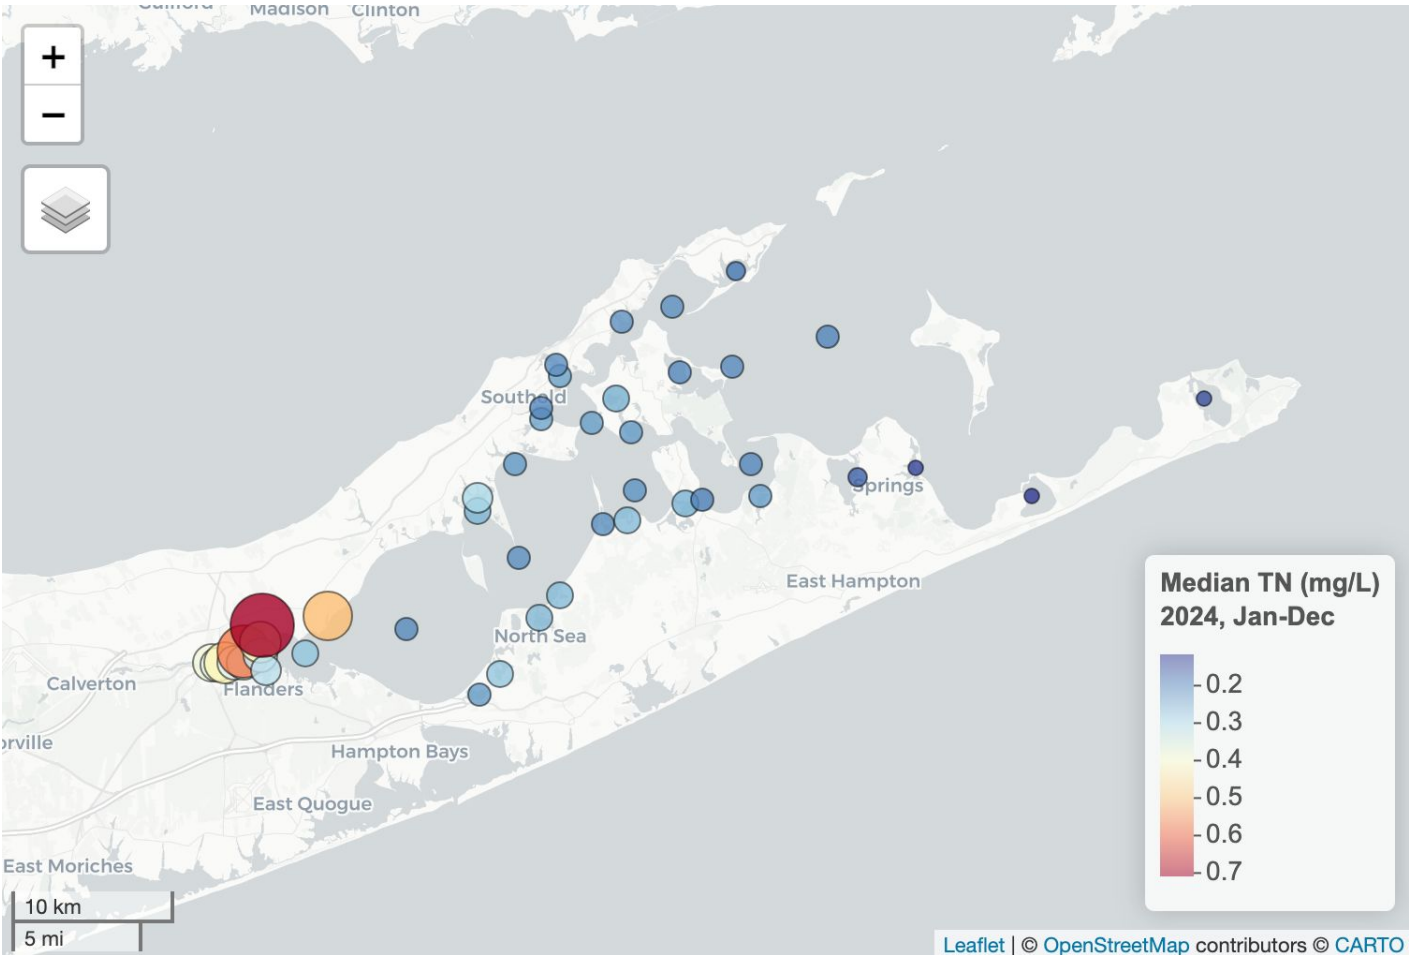 Guilford
Madison
Clinton
+
−
Southold
Springs
East Hampton
North Sea
Calverton
Flanders
orville
Hampton Bays
East Quogue
East Moriches
10 km
5 mi
Median TN (mg/L)
2024, Jan-Dec
0.2
0.3
0.4
0.5
0.6
0.7
Leaflet | © OpenStreetMap contributors © CARTO